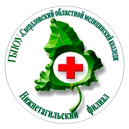 ГБПОУ "Свердловский областной медицинский колледж"
Нижнетагильский филиал